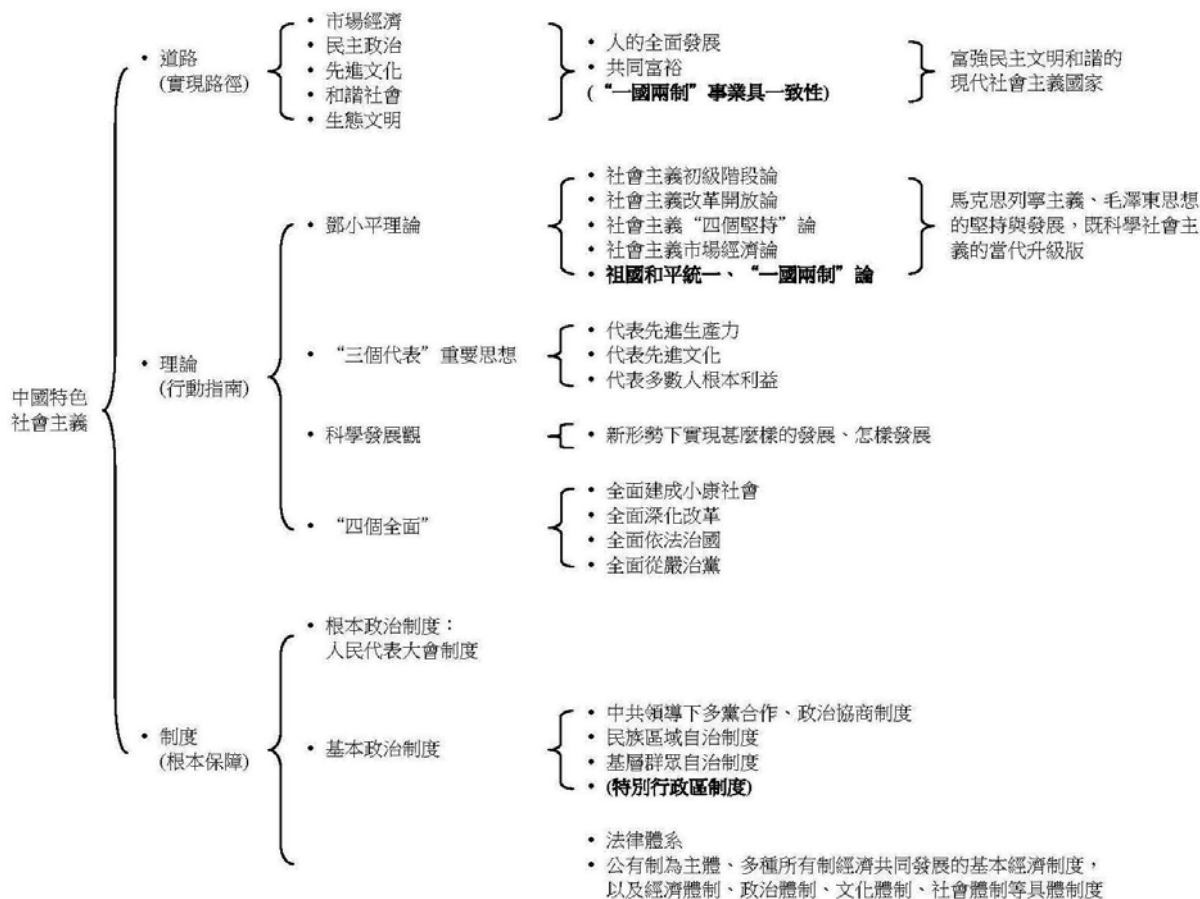 中國特色
社會主義
• 道路
(實現路徑)
• 市場經濟
• 民主政治
• 先進文化
• 和諧社會
• 生態文明
• 人的全面發展
• 共同富裕
(“一國兩制”事業具一致性)
富強民主文明和諧的
現代社會主義國家
• 理論
(行動指南)
• 鄧小平理論
• 社會主義初級階段論
• 社會主義改革開放論
• 社會主義“四個堅持”論
• 社會主義市場經濟論
• 祖國和平統一、“一國兩制”論
馬克思列寧主義、毛澤東思想
的堅持與發展，既科學社會主
義的當代升級版
• “三個代表”重要思想
• 代表先進生產力
• 代表先進文化
• 代表多數人根本利益
• 科學發展觀
• 新形勢下實現甚麼樣的發展、怎樣發展
• “四個全面”
• 全面建成小康社會
• 全面深化改革
• 全面依法治國
• 全面從嚴治黨
• 制度
(根本保障)
• 根本政治制度：
人民代表大會制度
• 基本政治制度
• 中共領導下多黨合作、政治協商制度
• 民族區域自治制度
• 基層群眾自治制度
• (特別行政區制度)
• 法律體系
• 公有制為主體、多種所有制經濟共同發展的基本經濟制度，
以及經濟體制、政治體制、文化體制、社會體制等具體制度